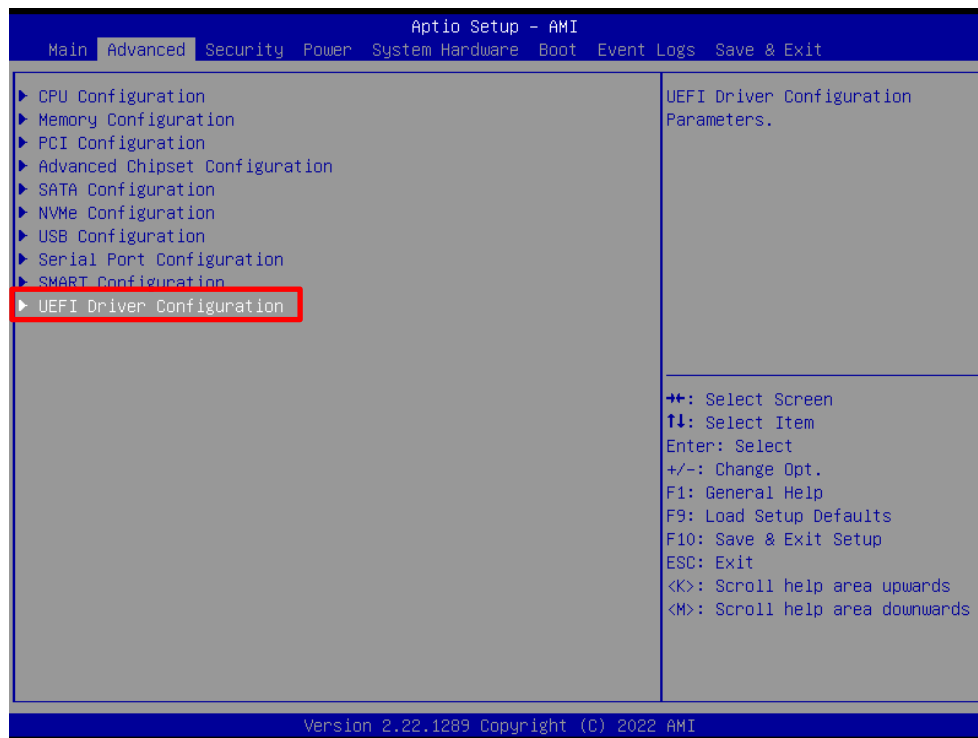 Aptio Setup - AMI
Main Advanced Security Power System Hardware Boot Event Logs Save & Exit
CPU Configuration
Memory Configuration
PCI Configuration
Advanced Chipset Configuration
SATA Configuration
NVMe Configuration
USB Configuration
Serial Port Configuration
SMART Configuration
UEFI Driver Configuration
UEFI Driver Configuration
Parameters.
→←: Select Screen
↑↓: Select Item
Enter: Select
+/-: Change Opt.
F1: General Help
F9: Load Setup Defaults
F10: Save & Exit Setup
ESC: Exit
<K>: Scroll help area upwards
<M>: Scroll help area downwards
Version 2.22.1289 Copyright (C) 2022 AMI